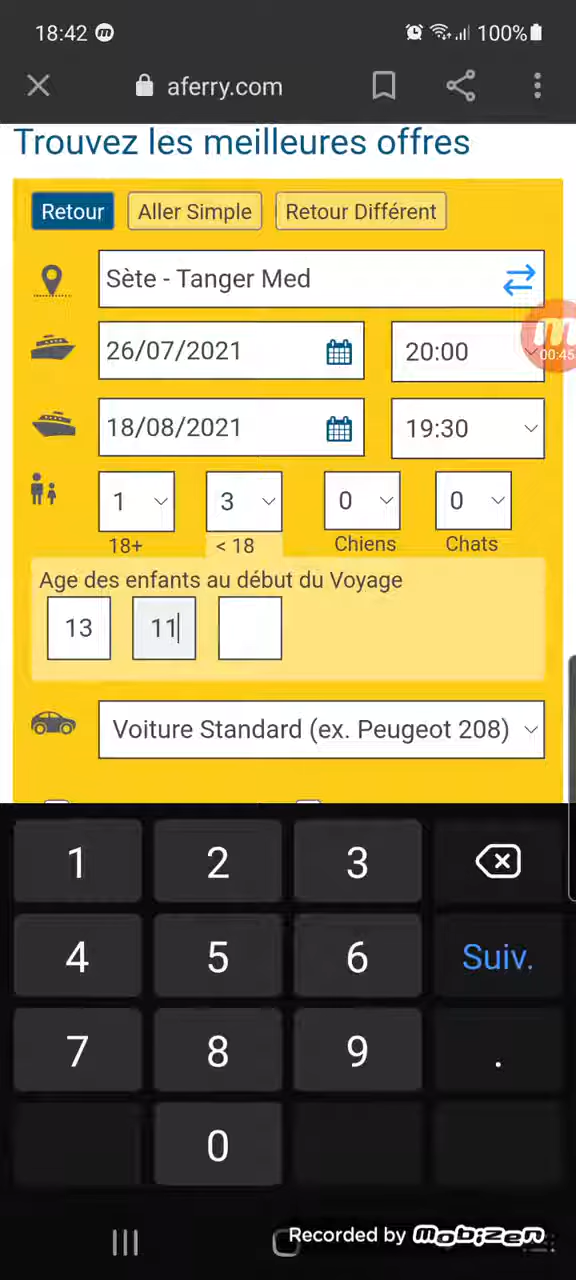 18:42 100%
aferry.com
Trouvez les meilleures offres
Retour Aller Simple Retour Différent
Sète - Tanger Med
26/07/2021 20:00
00:45
18/08/2021 19:30
1 3 0 0
18+ < 18 Chiens Chats
Age des enfants au début du Voyage
13 11
Voiture Standard (ex. Peugeot 208)
1 2 3
4 5 6 Suiv.
7 8 9 .
0
Recorded by Mobizen